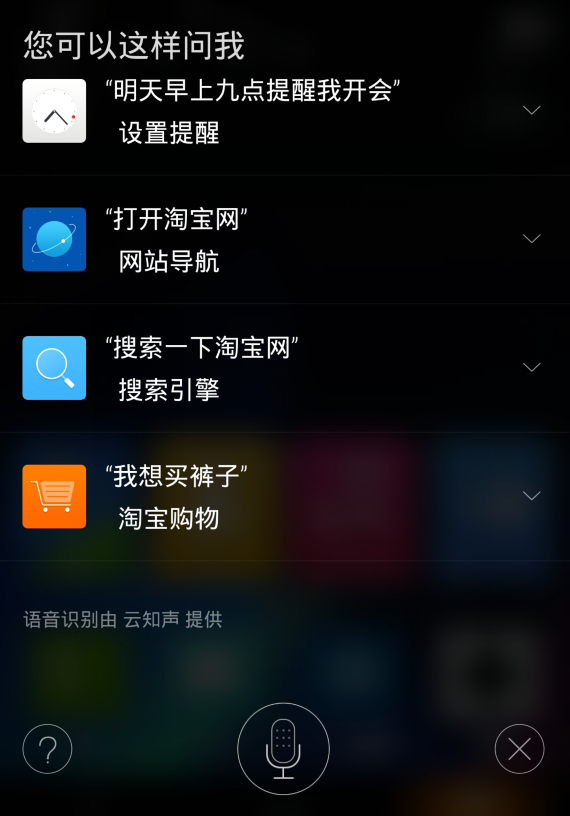 您可以这样问我
“明天早上九点提醒我开会”
设置提醒
“打开淘宝网”
网站导航
“搜索一下淘宝网”
搜索引擎
“我想买裤子”
淘宝购物
语音识别由 云知声 提供
?